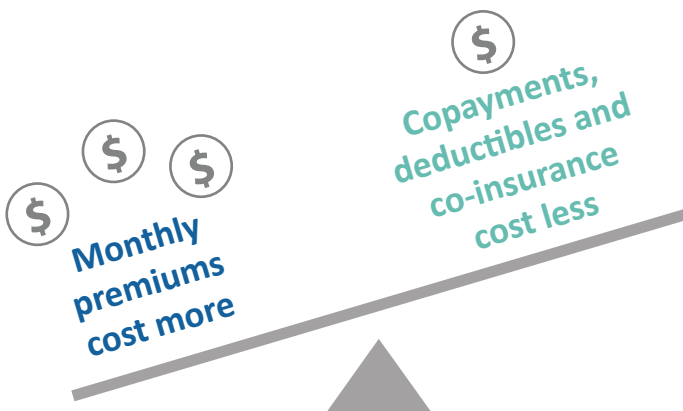 $
Copayments,
deductibles and
co-insurance
cost less
$
$
$
Monthly
premiums
cost more